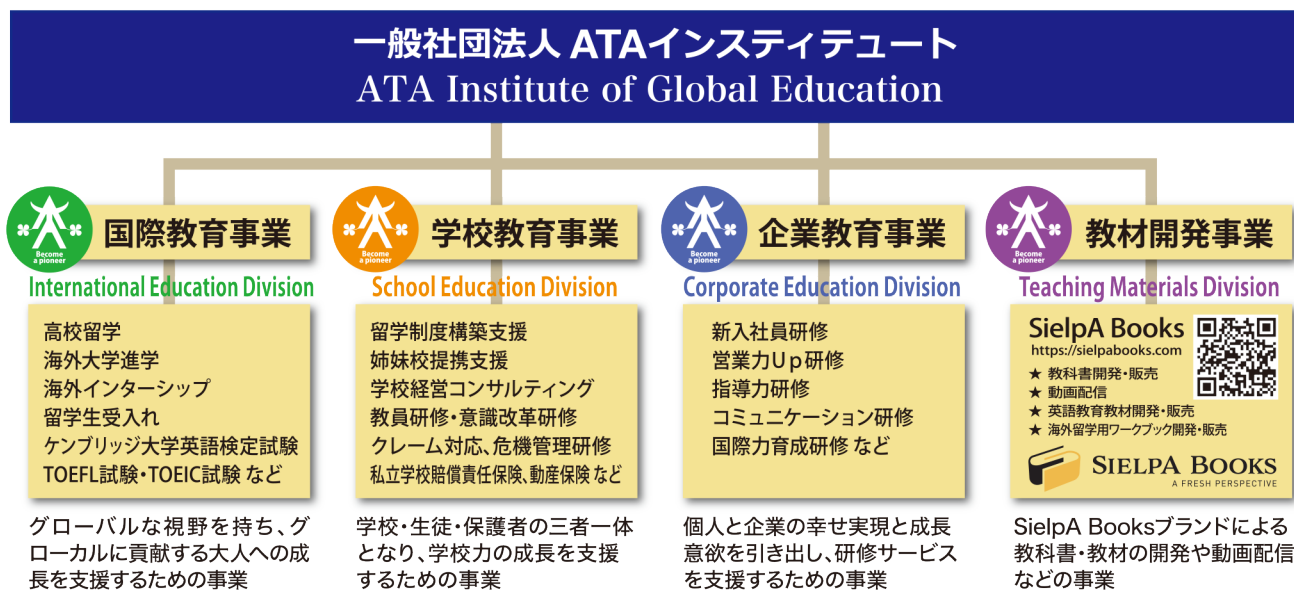 一般社団法人 ATAインスティテュート
ATA Institute of Global Education
Become
a pioneer
国際教育事業
International Education Division
高校留学
海外大学進学
海外インターシップ
留学生受入れ
ケンブリッジ大学英語検定試験
TOEFL試験・TOEIC試験 など
グローバルな視野を持ち、グ
ローカルに貢献する大人への成
長を支援するための事業
Become
a pioneer
学校教育事業
School Education Division
留学制度構築支援
姉妹校提携支援
学校経営コンサルティング
教員研修・意識改革研修
クレーム対応、危機管理研修
私立学校賠償責任保険、動産保険 など
学校・生徒・保護者の三者一体
となり、学校力の成長を支援
するための事業
Become
a pioneer
企業教育事業
Corporate Education Division
新入社員研修
営業力Up研修
指導力研修
コミュニケーション研修
国際力育成研修 など
個人と企業の幸せ実現と成長
意欲を引き出し、研修サービス
を支援するための事業
Become
a pioneer
教材開発事業
Teaching Materials Division
SielpA Books
https://sielpabooks.com
★ 教科書開発・販売
★ 動画配信
★ 英語教育教材開発・販売
★ 海外留学用ワークブック開発・販売
SIELPA BOOKS
A FRESH PERSPECTIVE
SielpA Booksブランドによる
教科書・教材の開発や動画配信
などの事業